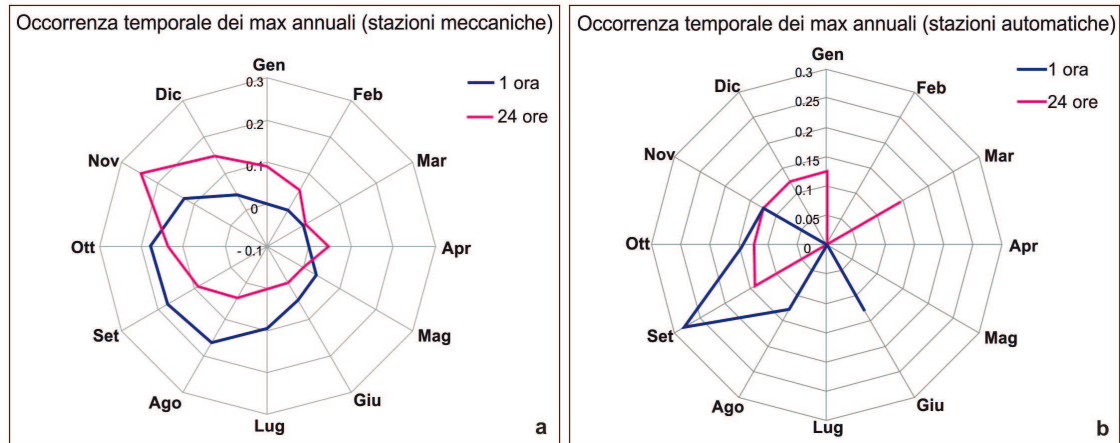 Occorrenza temporale dei max annuali (stazioni meccaniche)
Gen
Feb
Mar
Apr
Mag
Giu
Lug
Ago
Set
Ott
Nov
Dic
0.3
0.2
0.1
0
- 0.1
1 ora
24 ore
a
Occorrenza temporale dei max annuali (stazioni automatiche)
Gen
Feb
Mar
Apr
Mag
Giu
Lug
Ago
Set
Ott
Nov
Dic
0.3
0.25
0.2
0.15
0.1
0.05
0
1 ora
24 ore
b